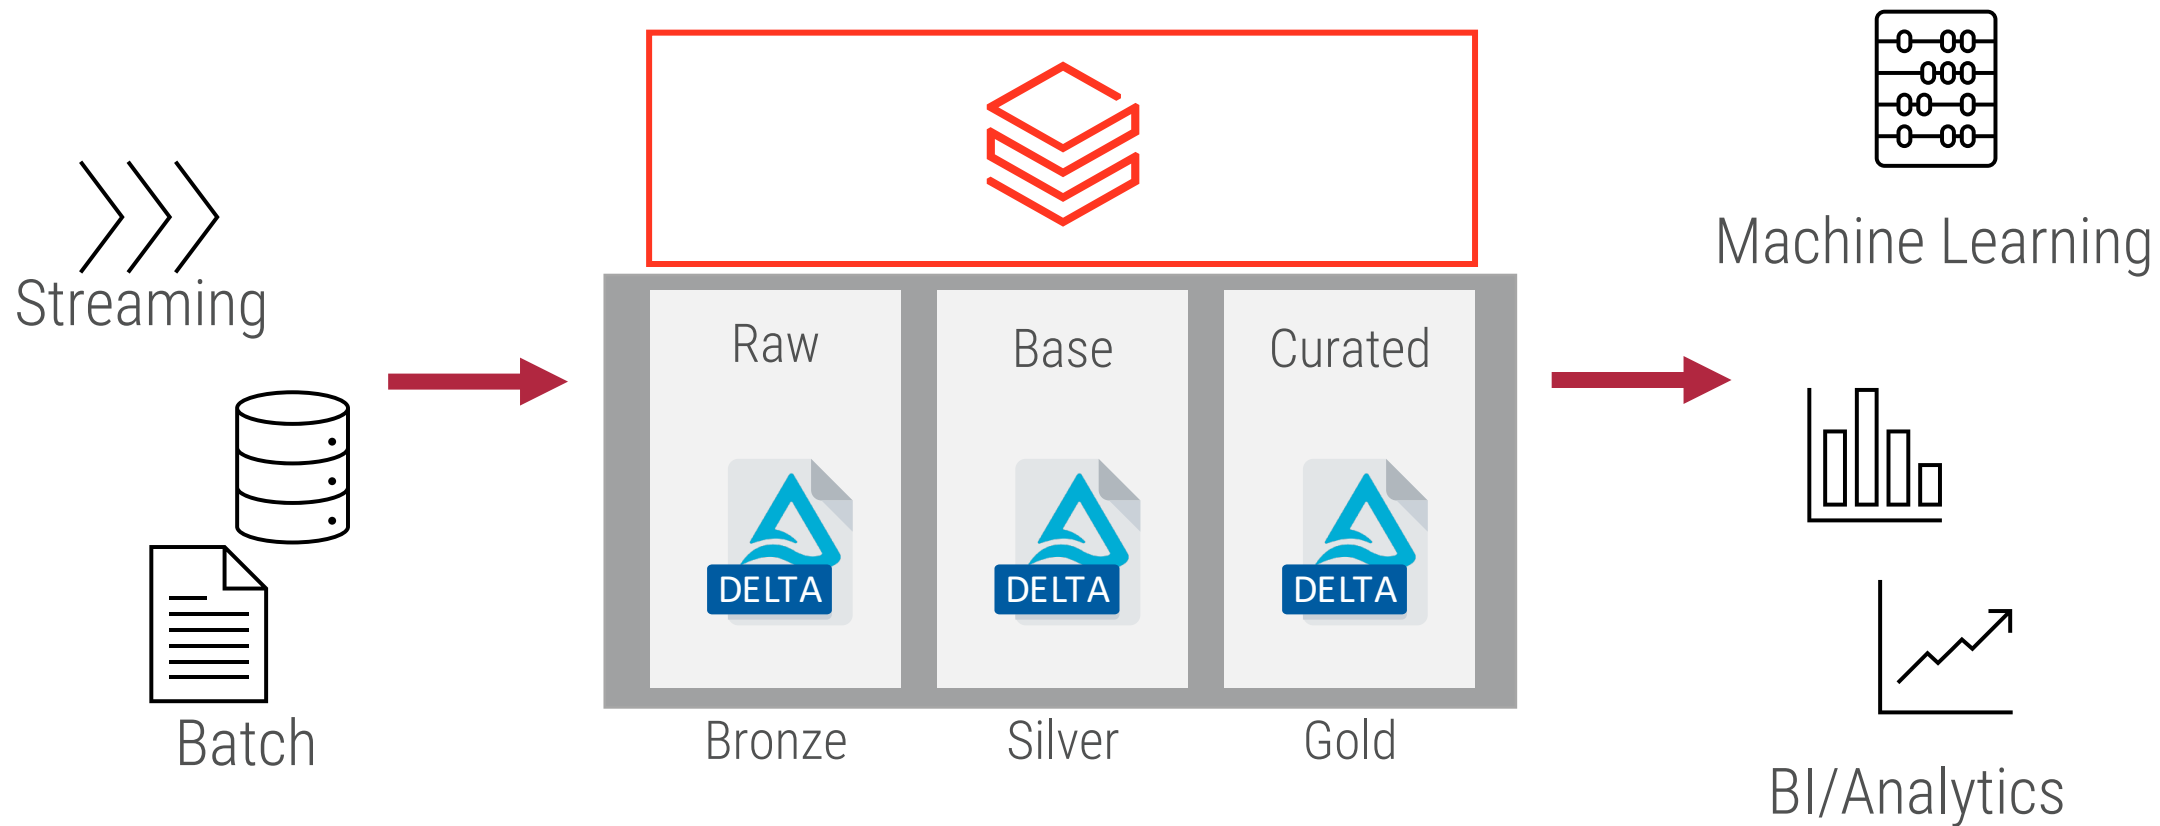 Streaming
Batch
Raw
Base
Curated
DELTA
DELTA
DELTA
Bronze
Silver
Gold
Machine Learning
BI/Analytics